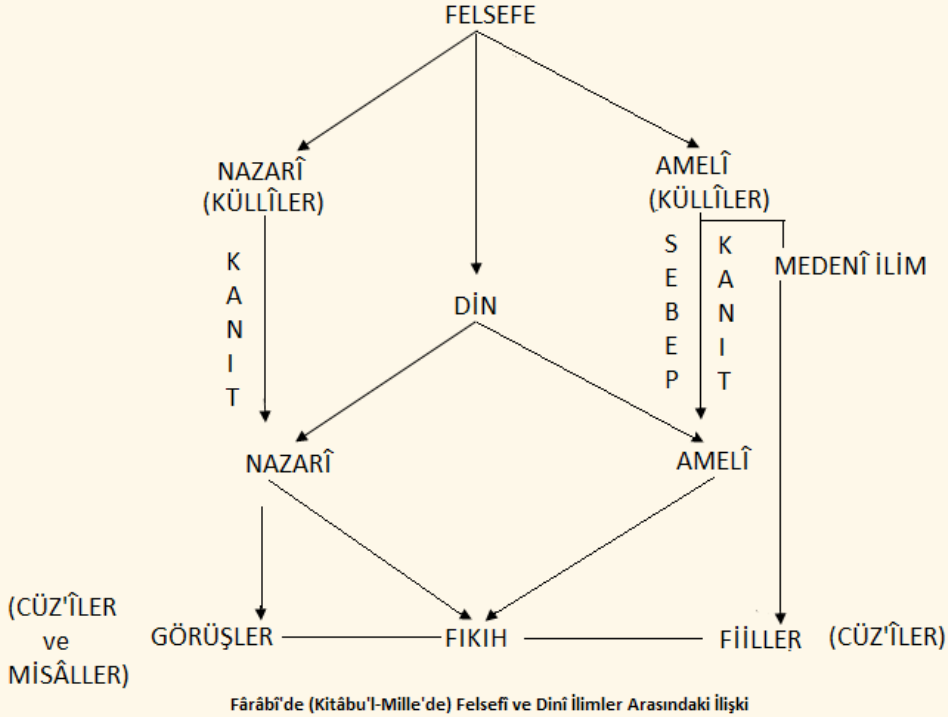 FELSEFE
NAZARÎ
(KÜLLÎLER)
AMELÎ
(KÜLLÎLER)
KANIT
SEBEP
KANIT
MEDENÎ İLİM
DİN
NAZARÎ
AMELÎ
(CÜZ'ÎLER
ve
MİSÂLLER)
GÖRÜŞLER
FIKIH
FİİLLER
(CÜZ'ÎLER)
Fârâbî'de (Kitâbu'l-Mille'de) Felsefî ve Dinî İlimler Arasındaki İlişki